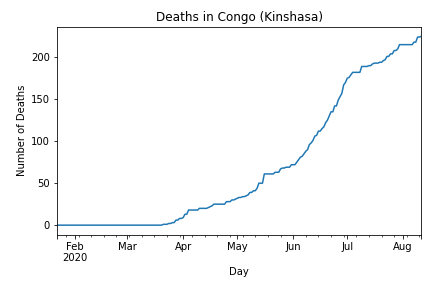 Deaths in Congo (Kinshasa)
Number of Deaths
200
150
100
50
0
Feb
2020
Mar
Apr
May
Jun
Jul
Aug
Day